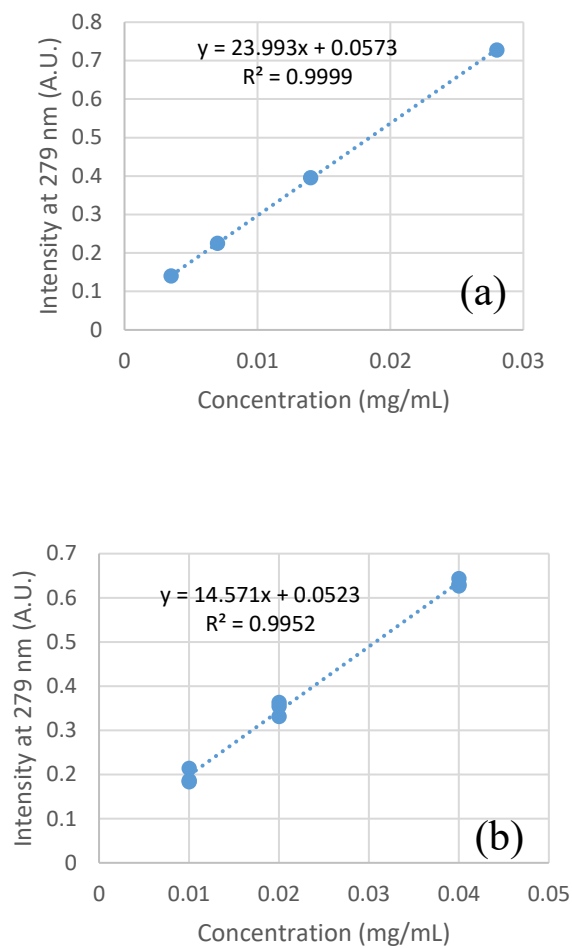 0.8
0.7
0.6
0.5
0.4
0.3
0.2
0.1
0
Intensity at 279 nm (A.U.)
y = 23.993x + 0.0573
R² = 0.9999
(a)
0 0.01 0.02 0.03
Concentration (mg/mL)
0.7
0.6
0.5
0.4
0.3
0.2
0.1
0
Intensity at 279 nm (A.U.)
y = 14.571x + 0.0523
R² = 0.9952
(b)
0 0.01 0.02 0.03 0.04 0.05
Concentration (mg/mL)